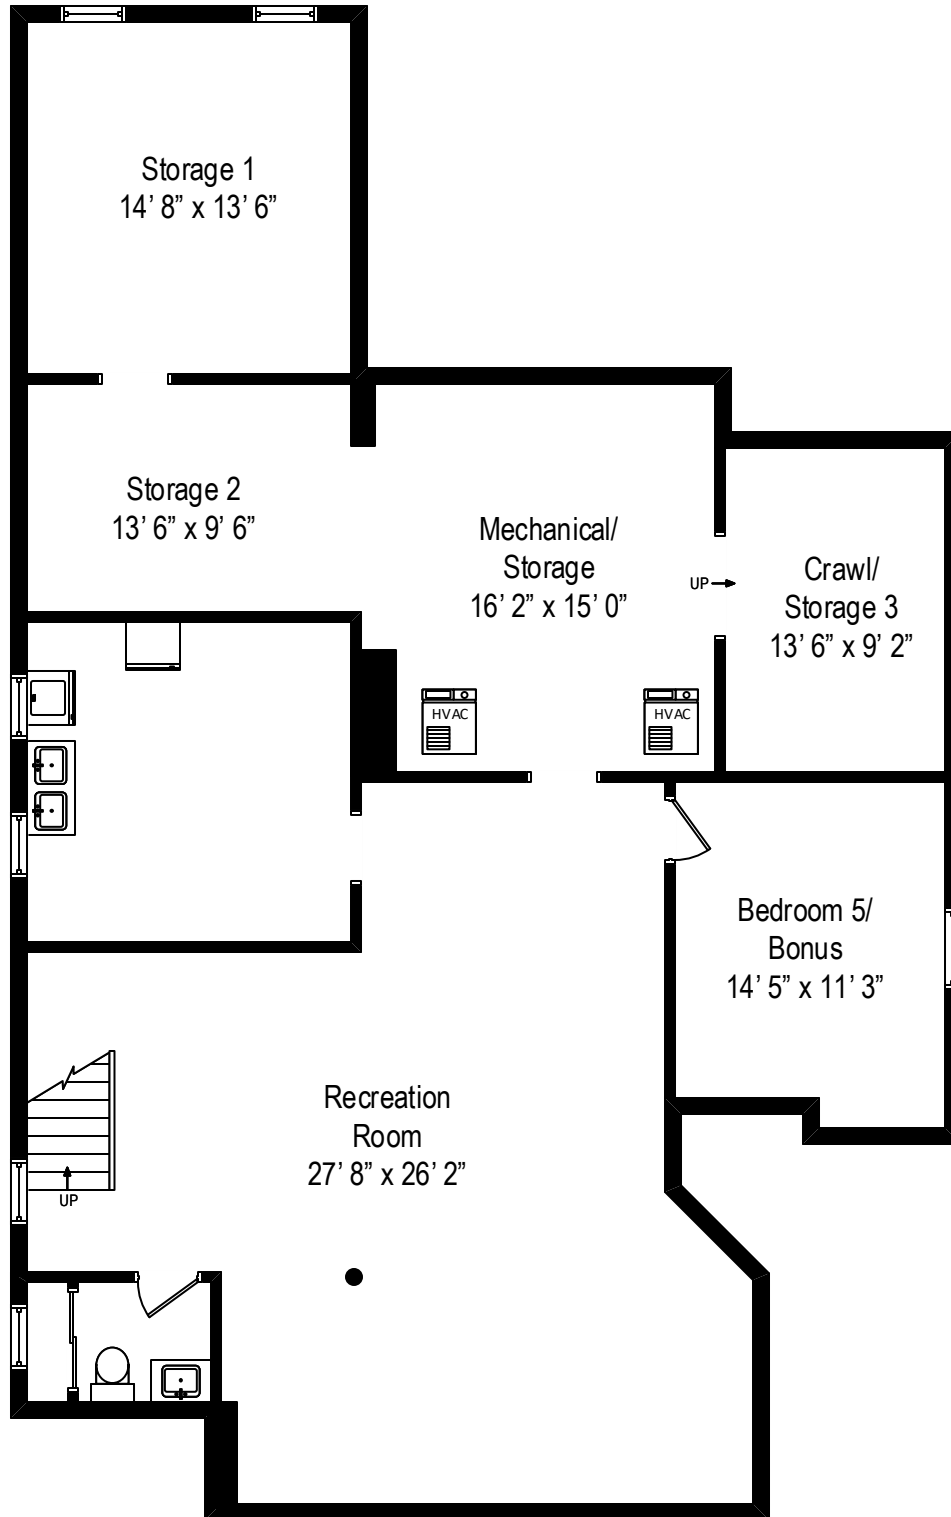 Storage 1
14’ 8” x 13’ 6”
Storage 2
13’ 6” x 9’ 6”
Mechanical/
Storage
16’ 2” x 15’ 0”
UP
Crawl/
Storage 3
13’ 6” x 9’ 2”
HVAC
HVAC
Bedroom 5/
Bonus
14’ 5” x 11’ 3”
Recreation
Room
27’ 8” x 26’ 2”
UP